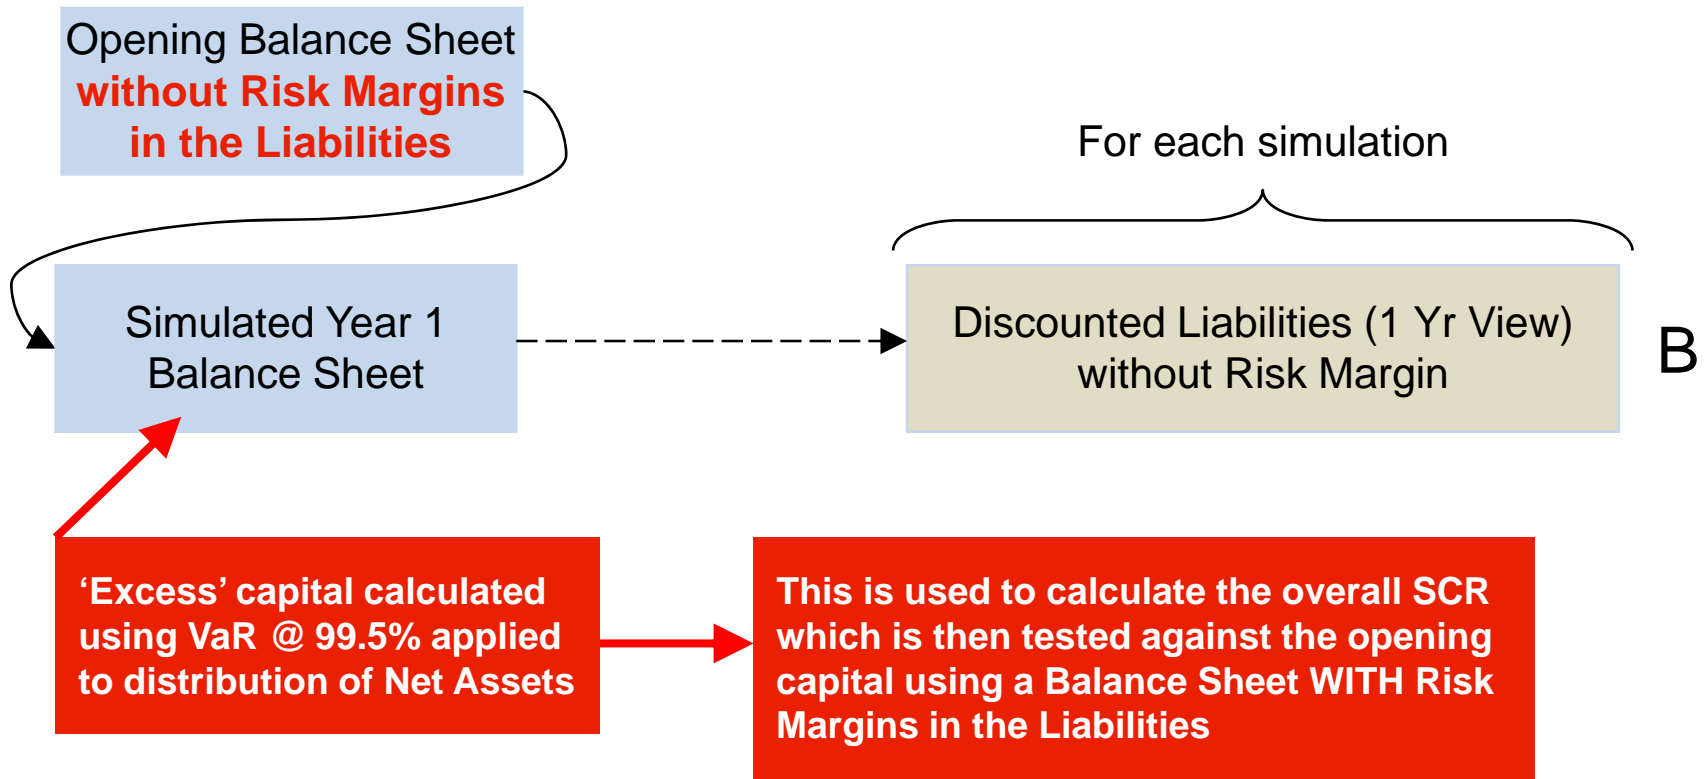 Opening Balance Sheet
without Risk Margins
in the Liabilities
For each simulation
Simulated Year 1
Balance Sheet
Discounted Liabilities (1 Yr View)
without Risk Margin
B
‘Excess’ capital calculated
using VaR @ 99.5% applied
to distribution of Net Assets
This is used to calculate the overall SCR
which is then tested against the opening
capital using a Balance Sheet WITH Risk
Margins in the Liabilities